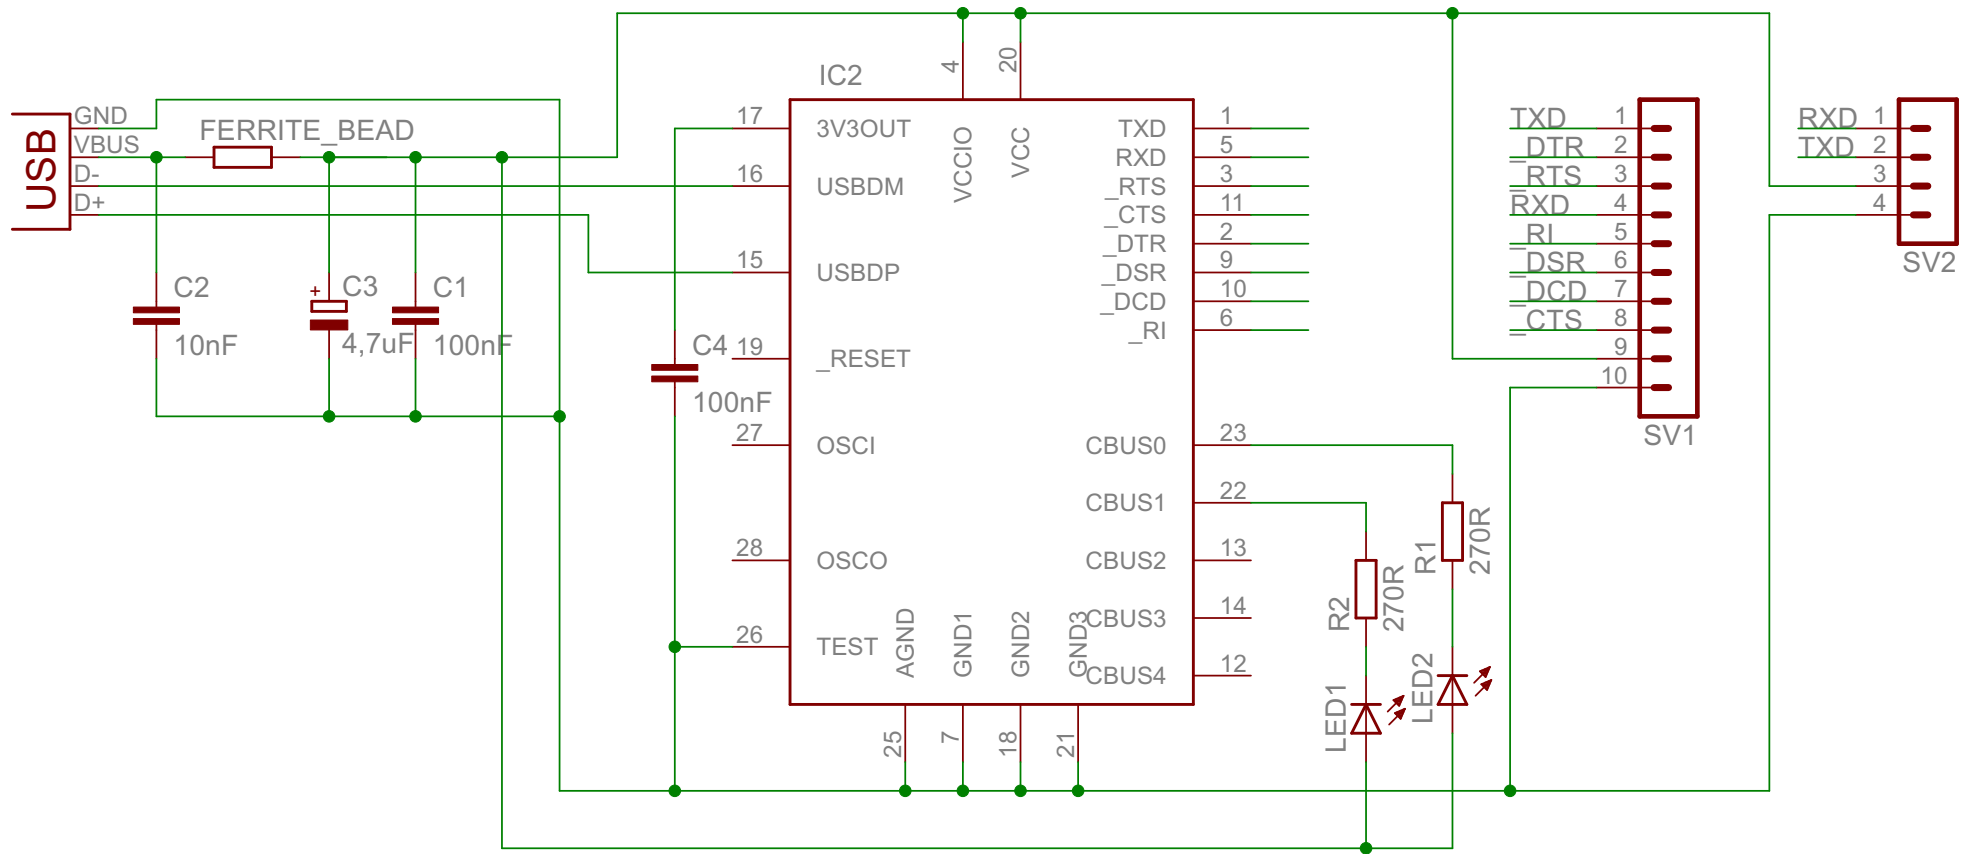 USB
GND
VBUS
D-
D+
FERRITE_BEAD
C2
10nF
+
C3
4,7uF
C1
100nF
C4
100nF
IC2
4
20
VCCIO
VCC
17
3V3OUT
16
USBDM
15
USBDP
19
_RESET
27
OSCI
28
OSCO
26
TEST
AGND
GND1
GND2
GND3
25
7
18
21
TXD
1
RXD
5
_RTS
3
_CTS
11
_DTR
2
_DSR
9
_DCD
10
_RI
6
CBUS0
23
CBUS1
22
CBUS2
13
CBUS3
14
CBUS4
12
R2
270R
R1
270R
LED1
LED2
TXD 1
_DTR 2
_RTS 3
RXD 4
_RI 5
_DSR 6
_DCD 7
_CTS 8
9
10
SV1
RXD 1
TXD 2
3
4
SV2